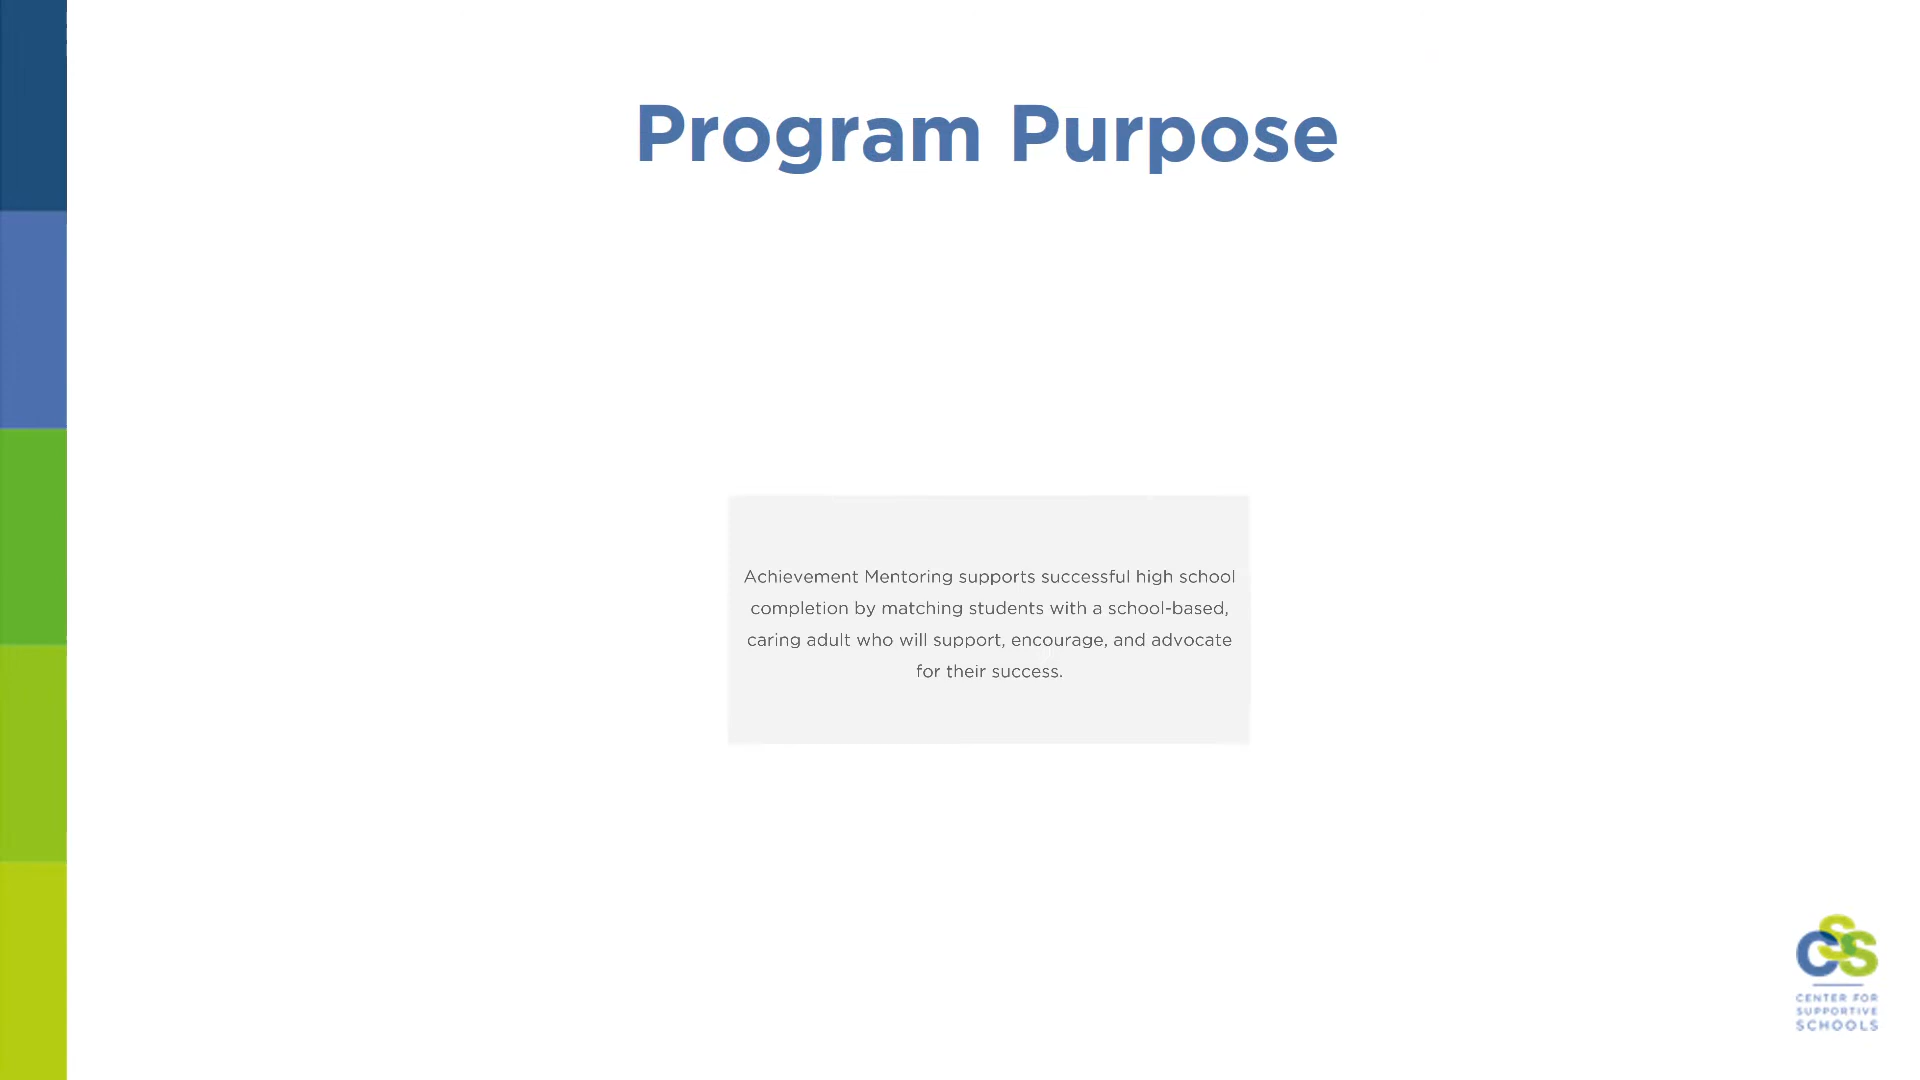 Program Purpose
Achievement Mentoring supports successful high school
completion by matching students with a school-based,
caring adult who will support, encourage, and advocate
for their success.
CSS
CENTER FOR
SUPPORTIVE
SCHOOLS